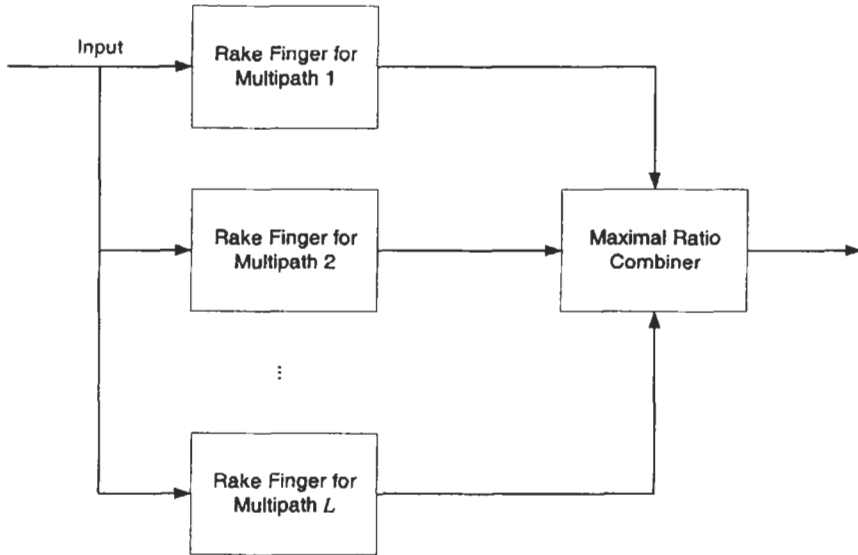 Input
Rake Finger for
Multipath 1
Rake Finger for
Multipath 2
Maximal Ratio
Combiner
...
Rake Finger for
Multipath L